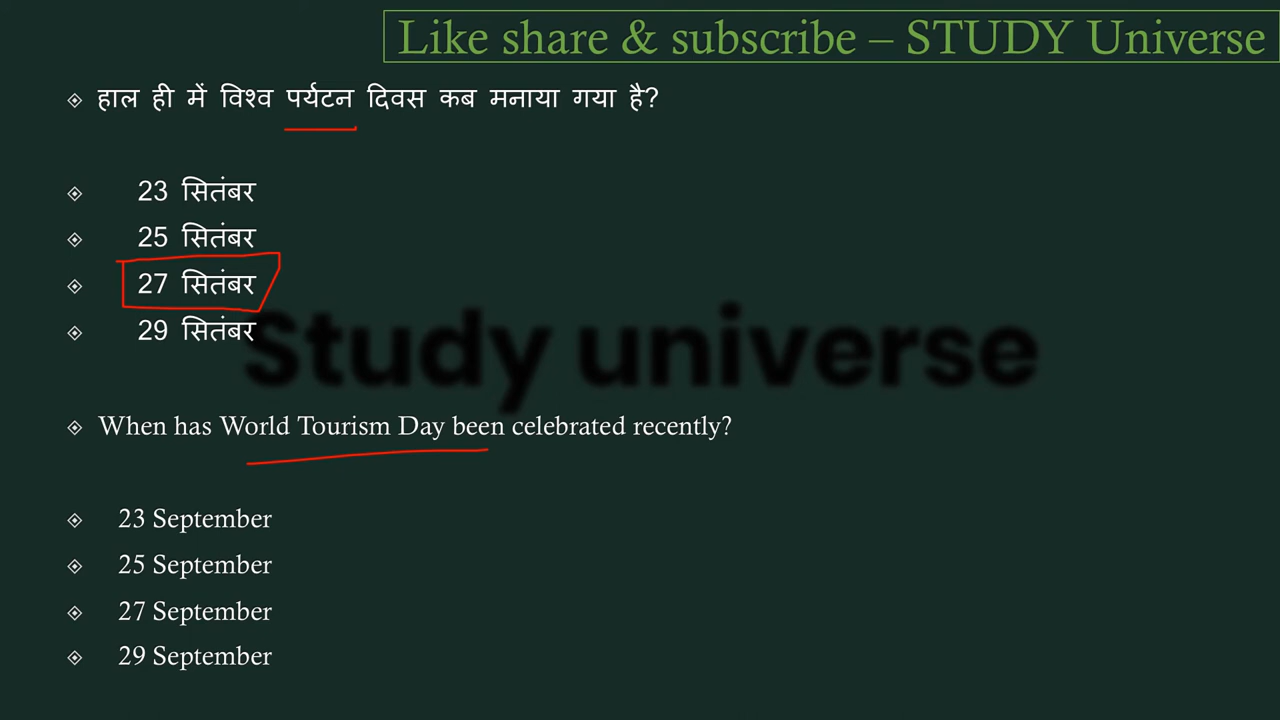 Like share & subscribe – STUDY Universe
हाल ही में विश्व पर्यटन दिवस कब मनाया गया है?
23 सितंबर
25 सितंबर
27 सितंबर
29 सितंबर
Study universe
When has World Tourism Day been celebrated recently?
23 September
25 September
27 September
29 September